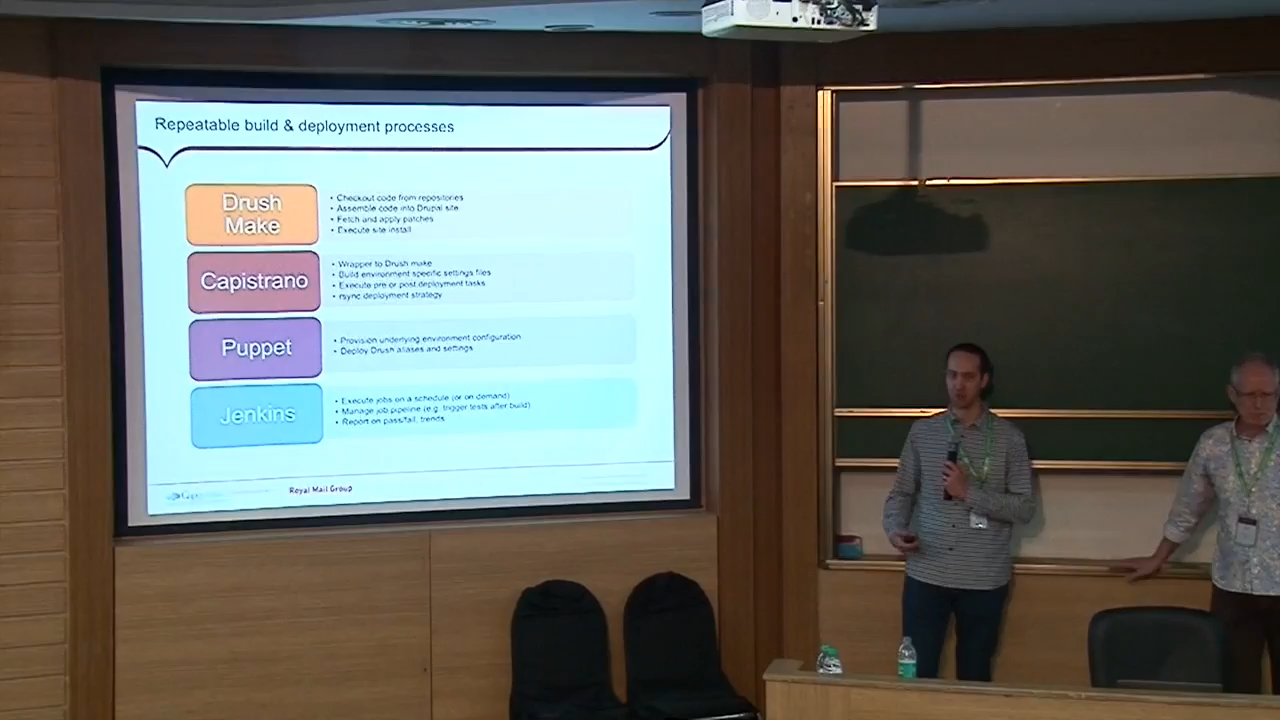 Repeatable build & deployment processes
Drush
Make
• Checkout code from repositories
• Assemble code into Drupal site
• Fetch and apply patches
• Execute site install
Capistrano
• Wrapper to Drush make
• Build environment specific settings files
• Execute pre or post deployment tasks
• rsync deployment strategy
Puppet
• Provision underlying environment configuration
• Deploy Drush aliases and settings
Jenkins
• Execute jobs on a schedule (or on demand)
• Manage job pipeline (e.g. trigger tests after build)
• Report on pass/fail, trends
Royal Mail Group